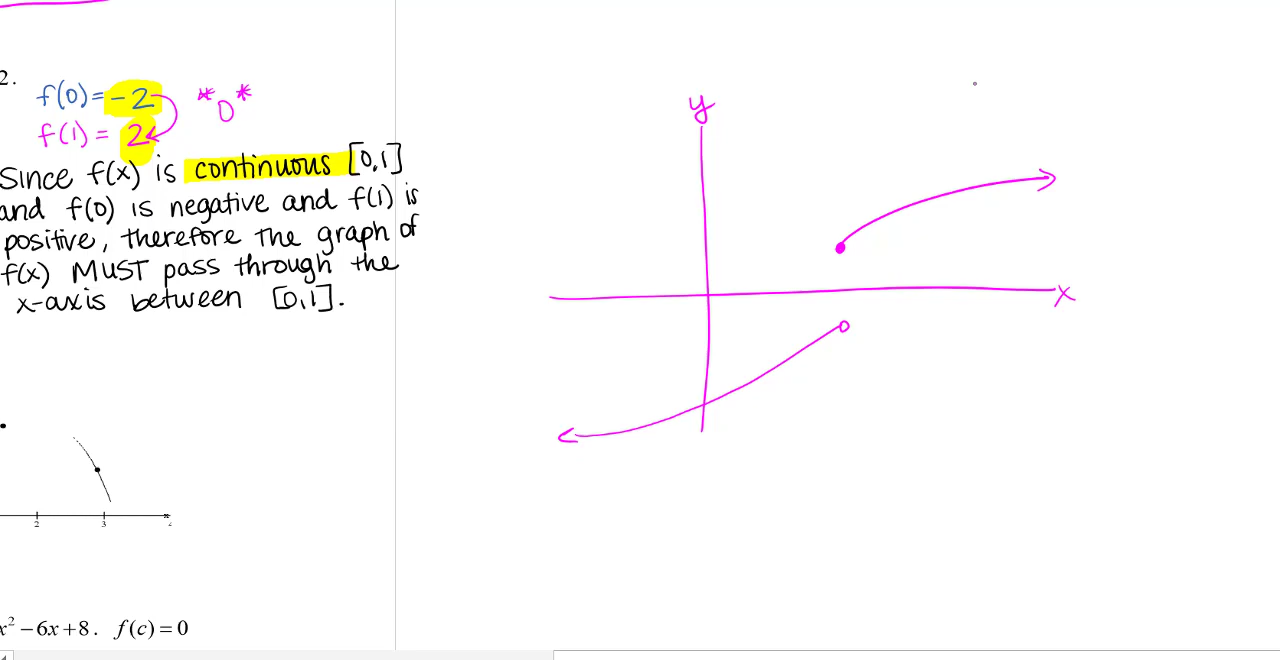 2.
f(0) = -2
*0*
f(1) = 2
Since f(x) is continuous [0,1]
and f(0) is negative and f(1) is
positive, therefore the graph of
f(x) MUST pass through the
x-axis between [0,1].
y
x
2 3 x
x² − 6x + 8. f(c) = 0